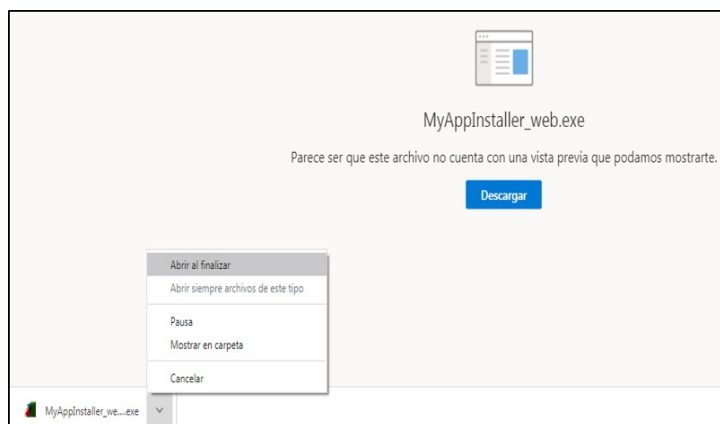 MyAppInstaller_web.exe
Parece ser que este archivo no cuenta con una vista previa que podamos mostrarte.
Descargar
Abrir al finalizar
Abrir siempre archivos de este tipo
Pausa
Mostrar en carpeta
Cancelar
MyAppInstaller_we....exe